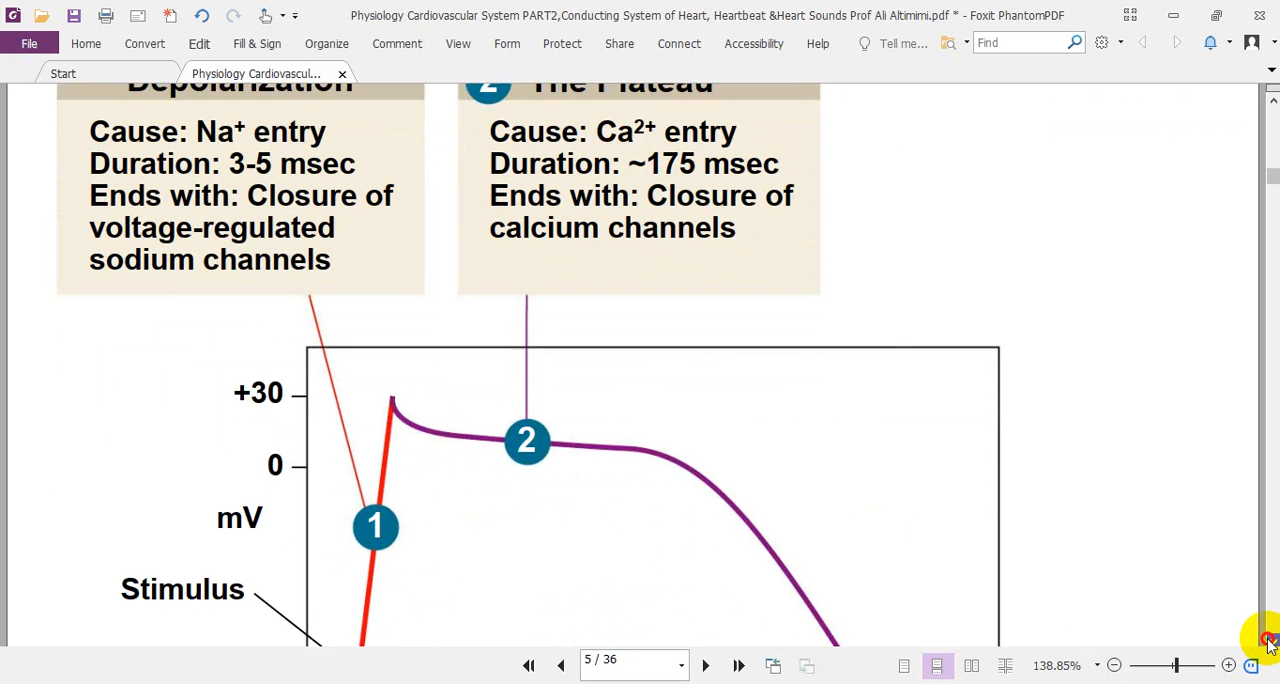 Physiology Cardiovascular System PART2,Conducting System of Heart, Heartbeat &Heart Sounds Prof Ali Altimimi.pdf * - Foxit PhantomPDF
File Home Convert Edit Fill & Sign Organize Comment View Form Protect Share Connect Accessibility Help Tell me... Find
Start Physiology Cardiovascul...
Depolarization
Cause: Na+ entry
Duration: 3-5 msec
Ends with: Closure of
voltage-regulated
sodium channels
2 The Plateau
Cause: Ca2+ entry
Duration: ~175 msec
Ends with: Closure of
calcium channels
+30
0
2
mV
1
Stimulus
5 / 36
138.85%